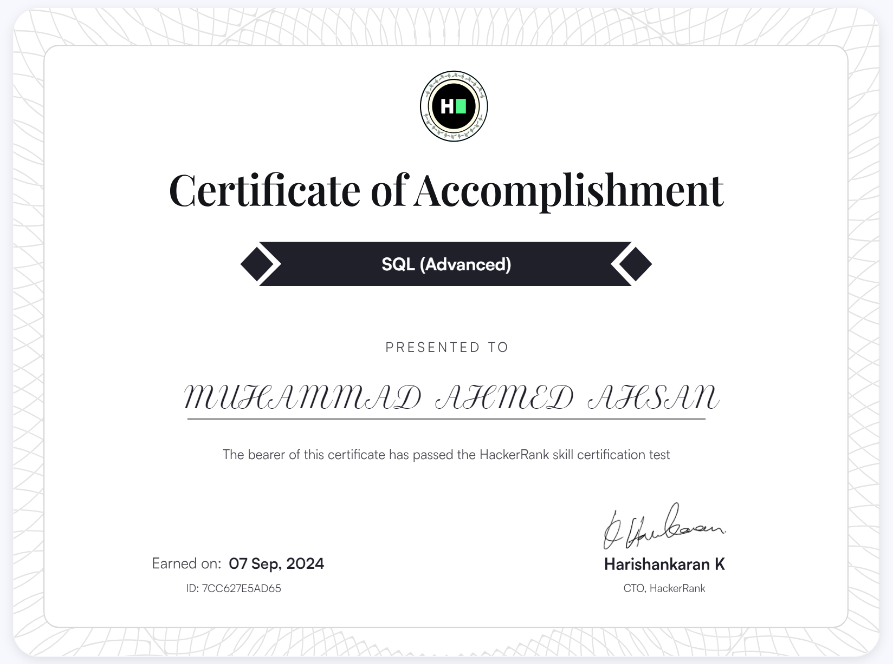 H
Certificate of Accomplishment
SQL (Advanced)
PRESENTED TO
MUHAMMAD AHMED AHSAN
The bearer of this certificate has passed the HackerRank skill certification test
Earned on: 07 Sep, 2024
ID: 7CC627E5AD65
Harishankaran K
CTO, HackerRank